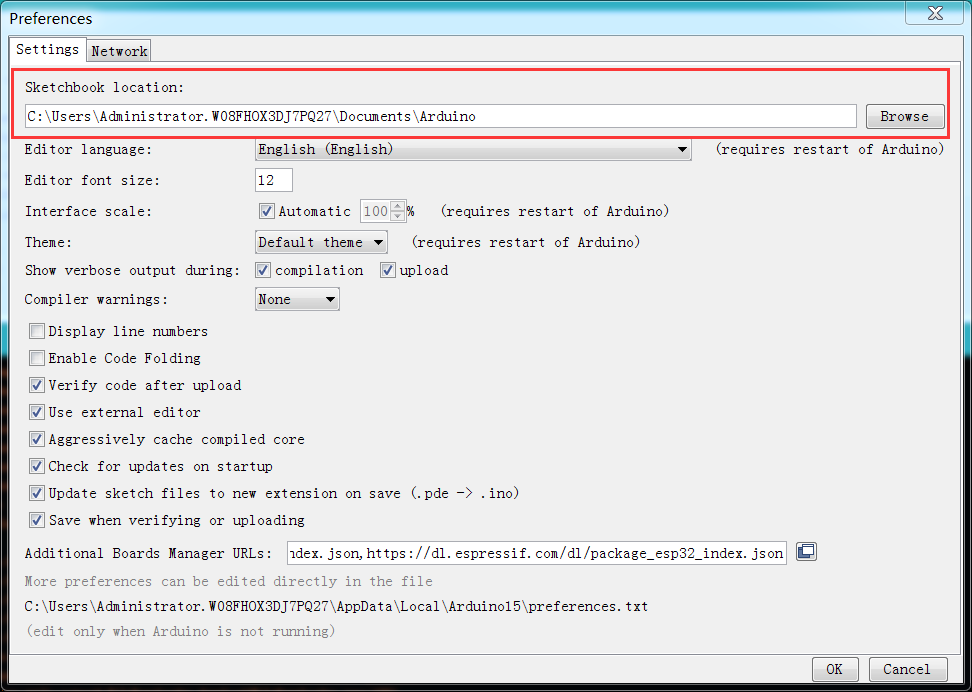 Preferences
Settings Network
Sketchbook location:
C:\Users\Administrator.W08FHOX3DJ7PQ27\Documents\Arduino Browse
Editor language: English (English) (requires restart of Arduino)
Editor font size: 12
Interface scale: Automatic 100 % (requires restart of Arduino)
Theme: Default theme (requires restart of Arduino)
Show verbose output during: compilation upload
Compiler warnings: None
Display line numbers
Enable Code Folding
Verify code after upload
Use external editor
Aggressively cache compiled core
Check for updates on startup
Update sketch files to new extension on save (.pde -> .ino)
Save when verifying or uploading
Additional Boards Manager URLs: ndex.json,https://dl.espressif.com/dl/package_esp32_index.json
More preferences can be edited directly in the file
C:\Users\Administrator.W08FHOX3DJ7PQ27\AppData\Local\Arduino15\preferences.txt
(edit only when Arduino is not running)
OK Cancel